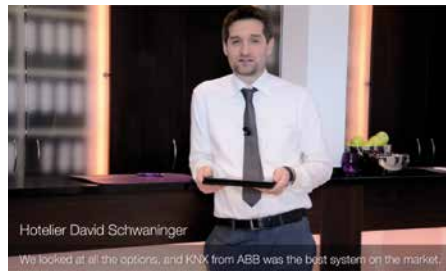 Hotelier David Schwaninger
We looked at all the options, and KNX from ABB was the best system on the market.